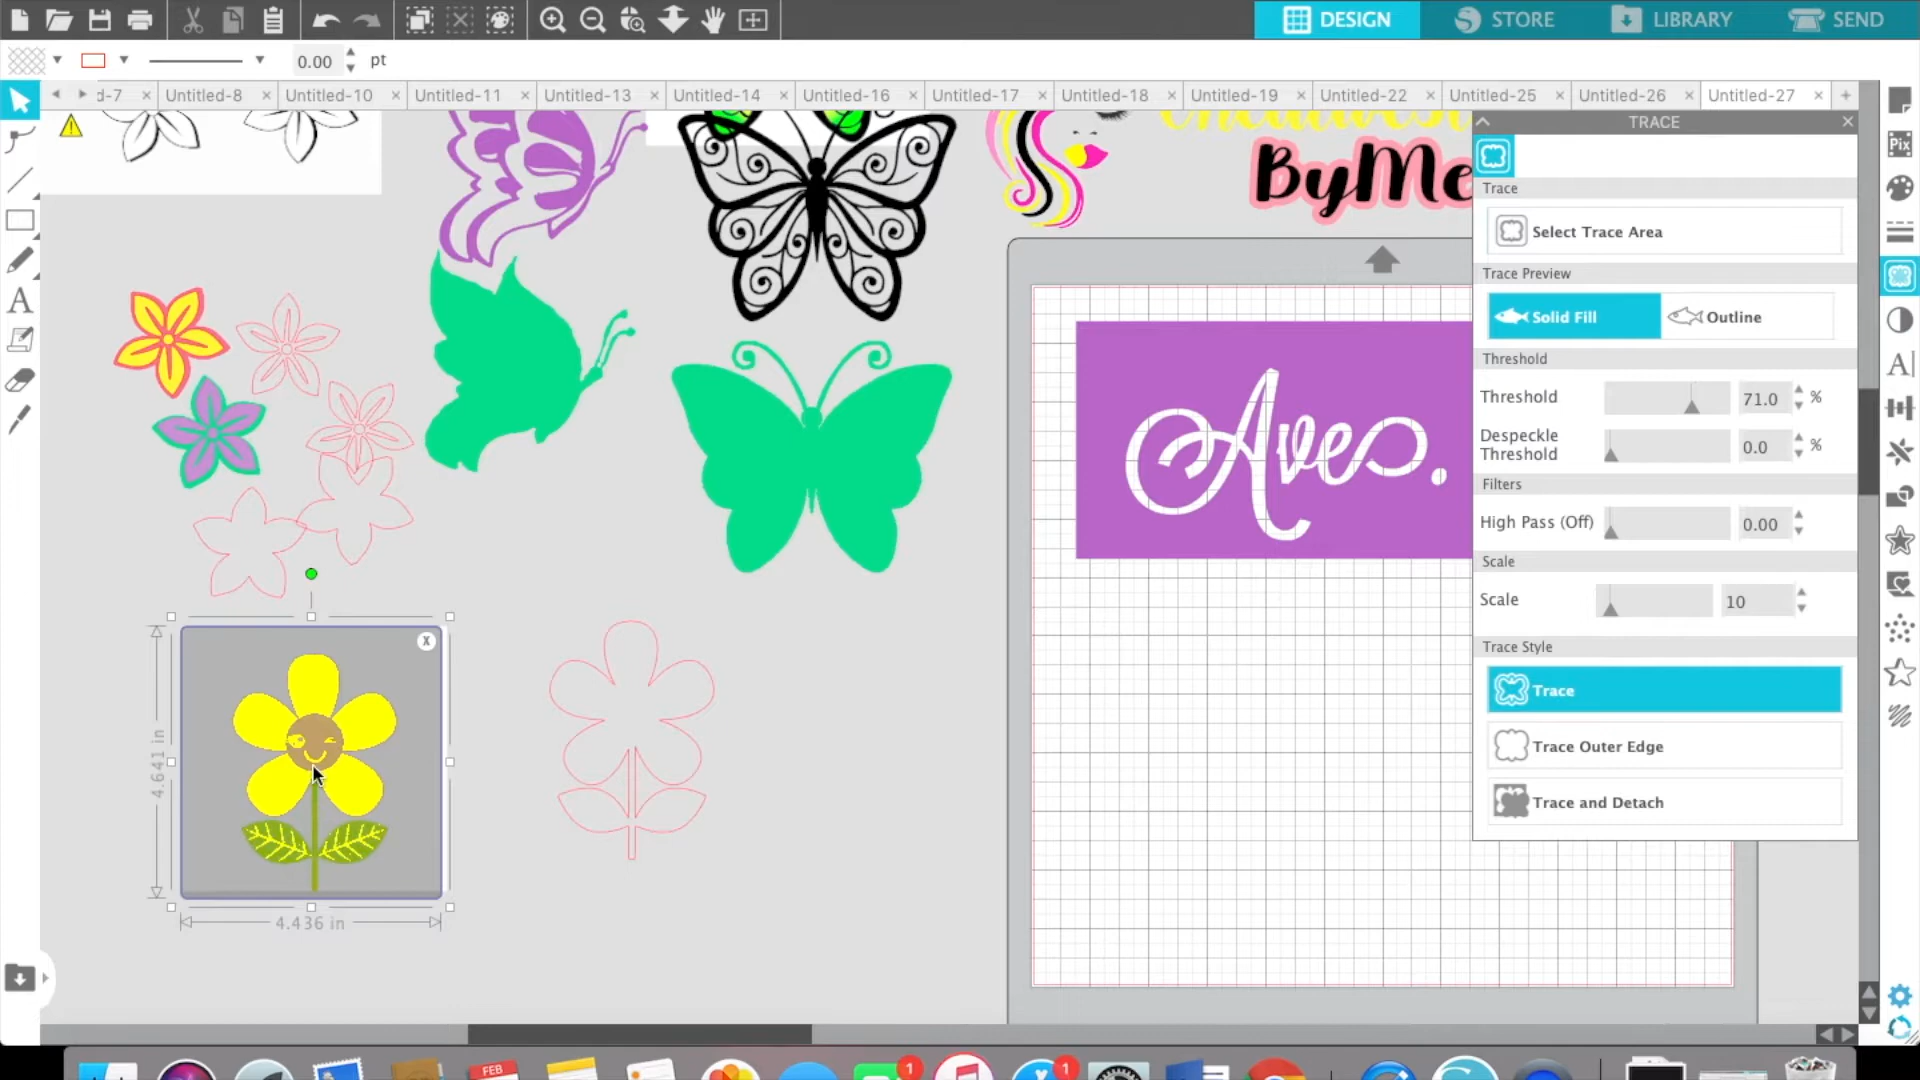 DESIGN STORE LIBRARY SEND
0.00 pt
d-7 Untitled-8 Untitled-10 Untitled-11 Untitled-13 Untitled-14 Untitled-16 Untitled-17 Untitled-18 Untitled-19 Untitled-22 Untitled-25 Untitled-26 Untitled-27
TRACE
Pix
ByMe
Trace
Select Trace Area
Trace Preview
Solid Fill Outline
Threshold
Threshold 71.0 %
Despeckle
Threshold 0.0 %
Filters
High Pass (Off) 0.00
Scale
Scale 10
Trace Style
Trace
Trace Outer Edge
Trace and Detach
Ave.
X
4.641 in
4.436 in
FEB
1
1